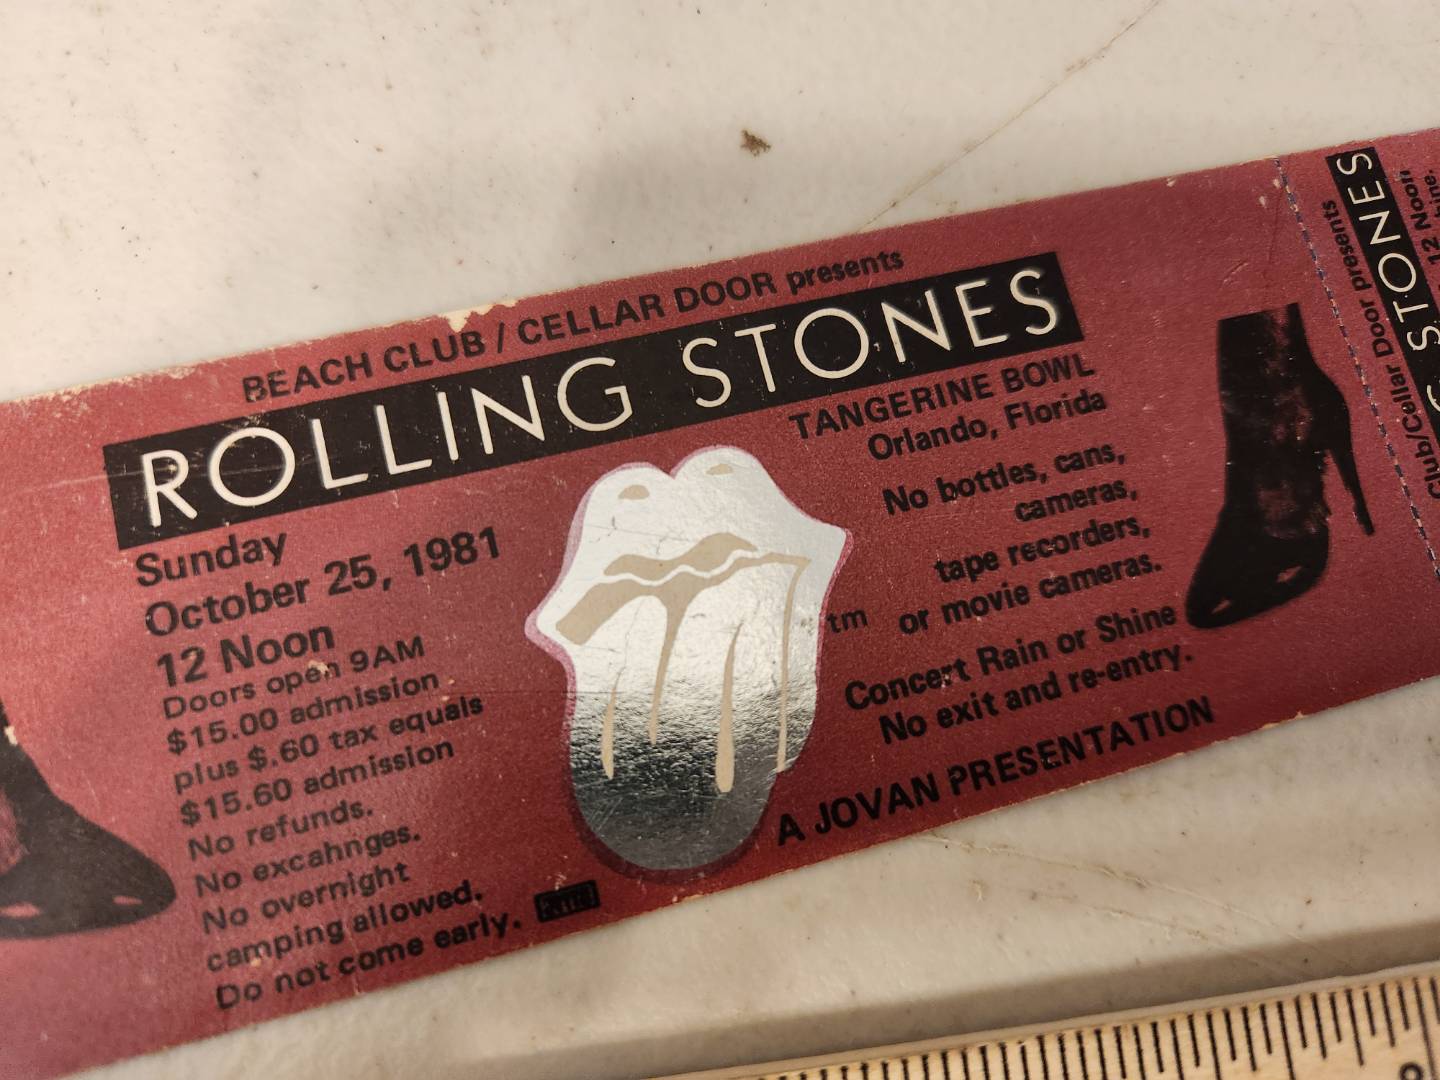 BEACH CLUB / CELLAR DOOR presents
ROLLING STONES
Sunday
October 25, 1981
12 Noon
Doors open 9AM
$15.00 admission
plus $.60 tax equals
$15.60 admission
No refunds.
No excahnges.
No overnight
camping allowed.
Do not come early.
tm
TANGERINE BOWL
Orlando, Florida
No bottles, cans,
cameras,
tape recorders,
or movie cameras.
Concert Rain or Shine
No exit and re-entry.
A JOVAN PRESENTATION
Club/Cellar Door presents
STONES
12 Noon